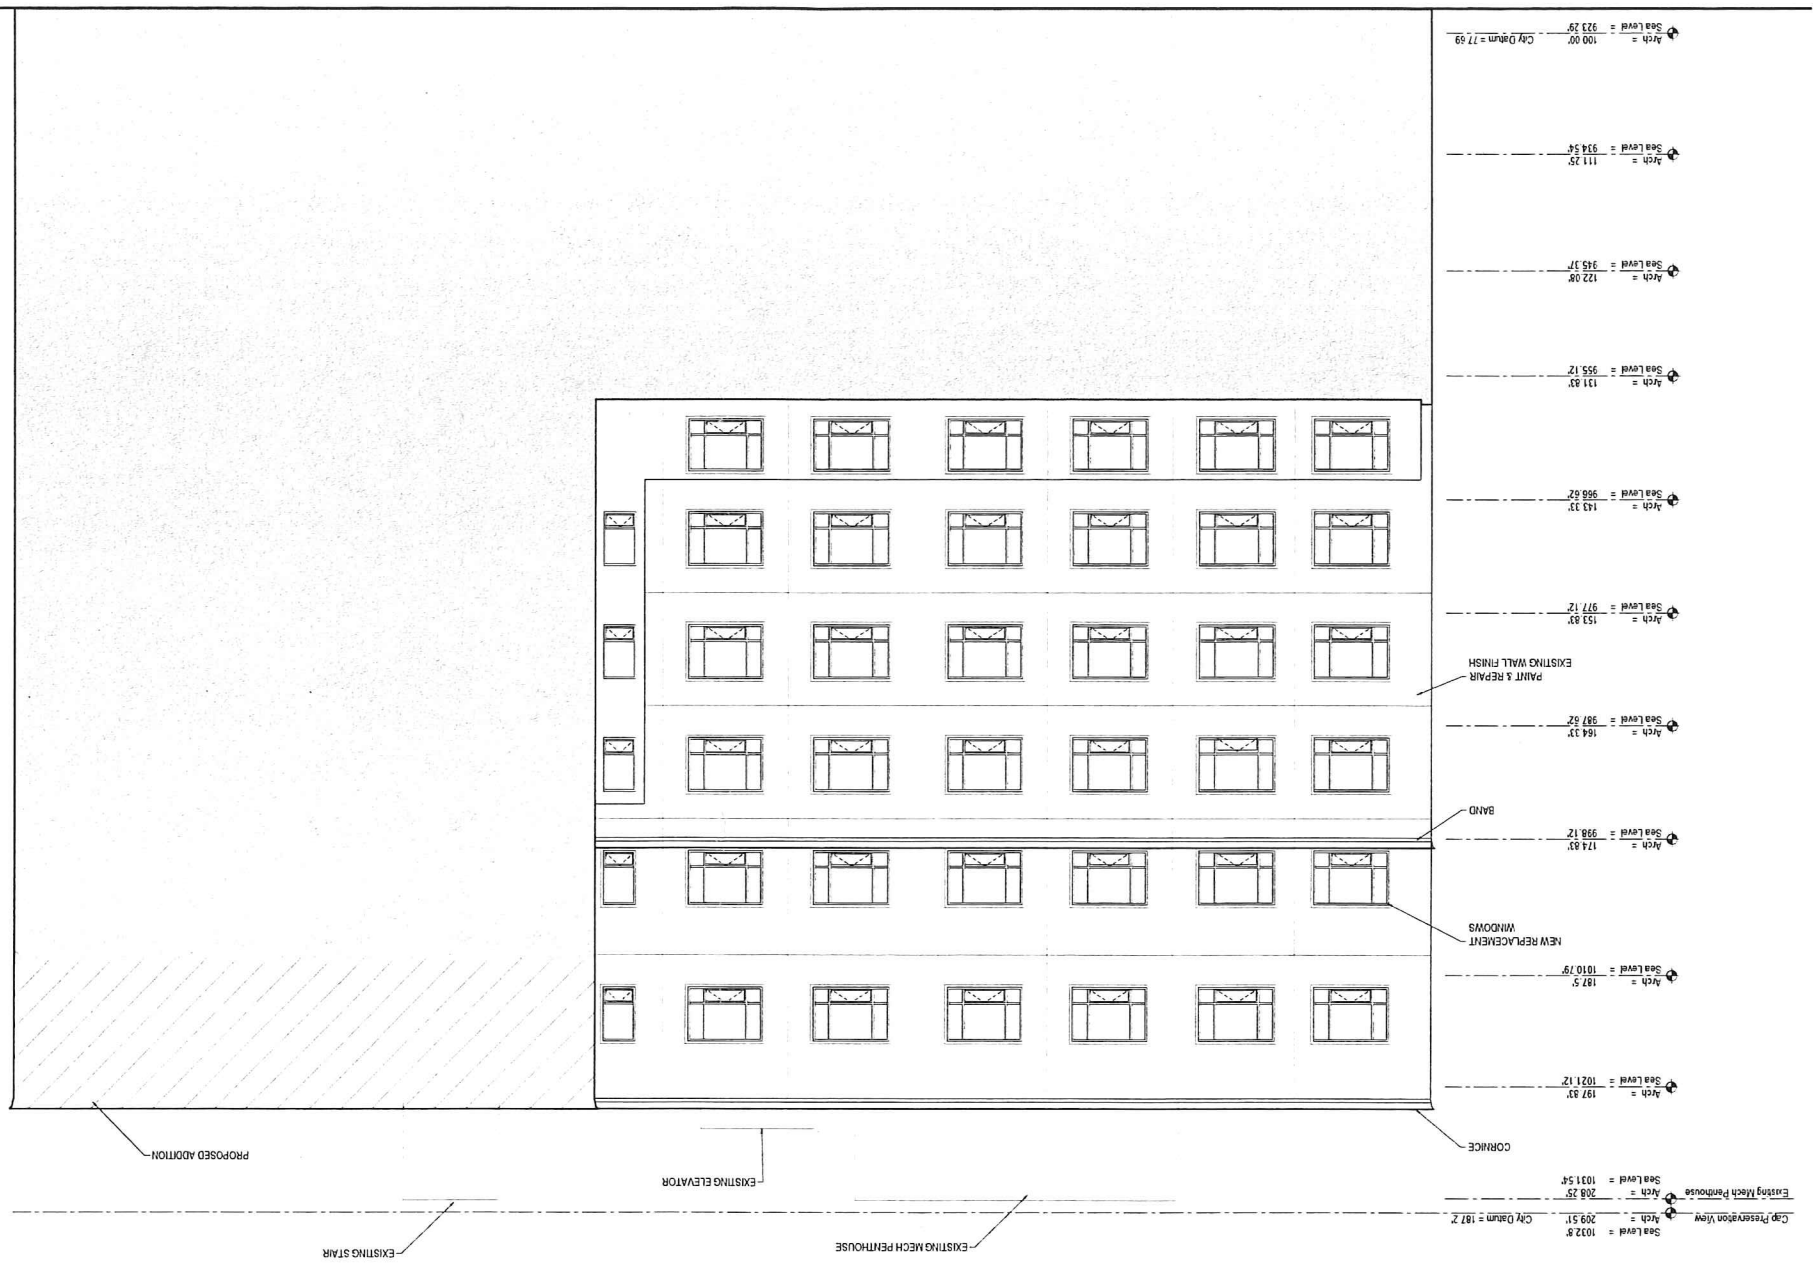 EXISTING MECH PENTHOUSE
EXISTING STAIR
Sea Level = 1032.8'
Cap Preservation View Arch = 209.51' City Datum = 187.2'
Existing Mech Penthouse Arch = 208.25'
Sea Level = 1031.54'
EXISTING ELEVATOR
PROPOSED ADDITION
CORNICE
Arch = 197.83'
Sea Level = 1021.12'
Arch = 187.5'
Sea Level = 1010.79'
NEW REPLACEMENT
WINDOWS
Arch = 174.83'
Sea Level = 998.12'
BAND
Arch = 164.33'
Sea Level = 987.62'
PAINT & REPAIR
EXISTING WALL FINISH
Arch = 153.83'
Sea Level = 977.12'
Arch = 143.33'
Sea Level = 966.62'
Arch = 131.83'
Sea Level = 955.12'
Arch = 122.08'
Sea Level = 945.37'
Arch = 111.25'
Sea Level = 934.54'
Arch = 100.00' City Datum = 77.69
Sea Level = 923.29'